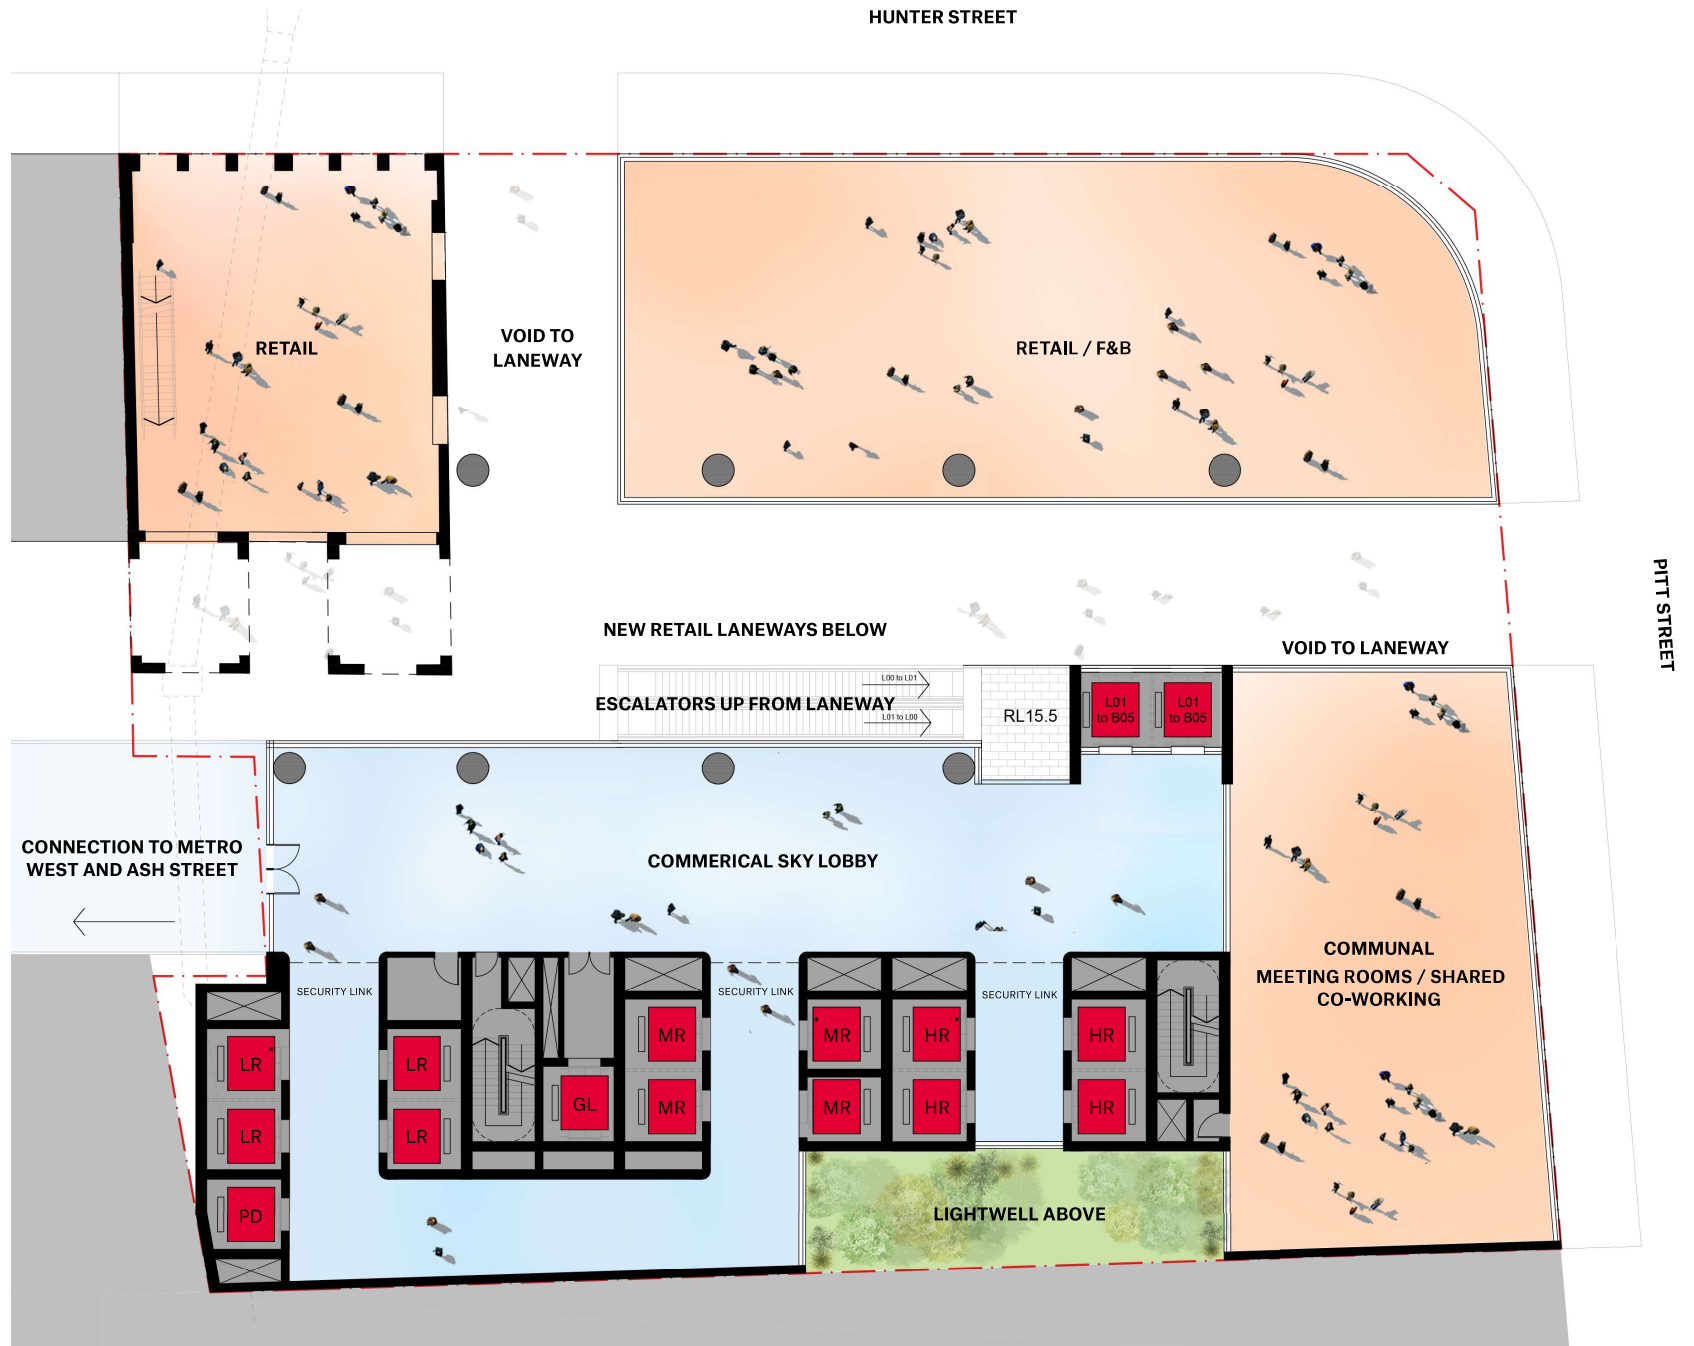 HUNTER STREET
RETAIL
VOID TO
LANEWAY
RETAIL / F&B
PITT STREET
NEW RETAIL LANEWAYS BELOW
VOID TO LANEWAY
L00 to L01
ESCALATORS UP FROM LANEWAY
L01 to L00
RL15.5
L01
to B05
L01
to B05
CONNECTION TO METRO
WEST AND ASH STREET
COMMERICAL SKY LOBBY
COMMUNAL
MEETING ROOMS / SHARED
CO-WORKING
SECURITY LINK
SECURITY LINK
SECURITY LINK
LR
LR
MR
MR
HR
HR
LR
LR
GL
MR
MR
HR
HR
PD
LIGHTWELL ABOVE